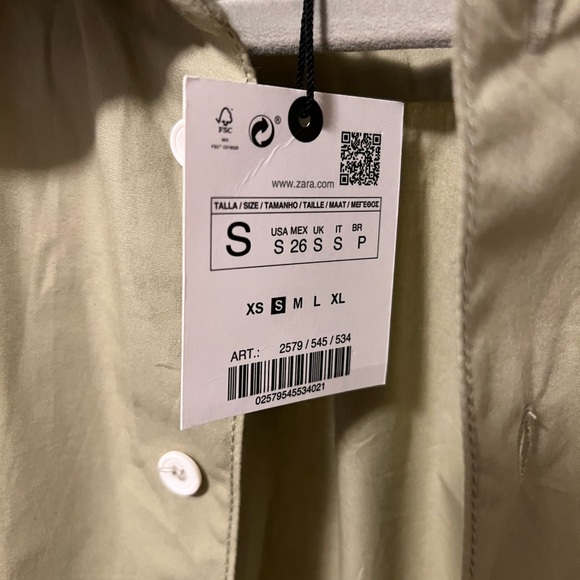 FSC
®
www.zara.com
TALLA / SIZE / TAMANHO / TAILLE / MAAT / ΜΕΓΕΘΟΣ
S
USA MEX UK IT BR
S 26 S S P
XS S M L XL
ART.: 2579 / 545 / 534
02579545534021